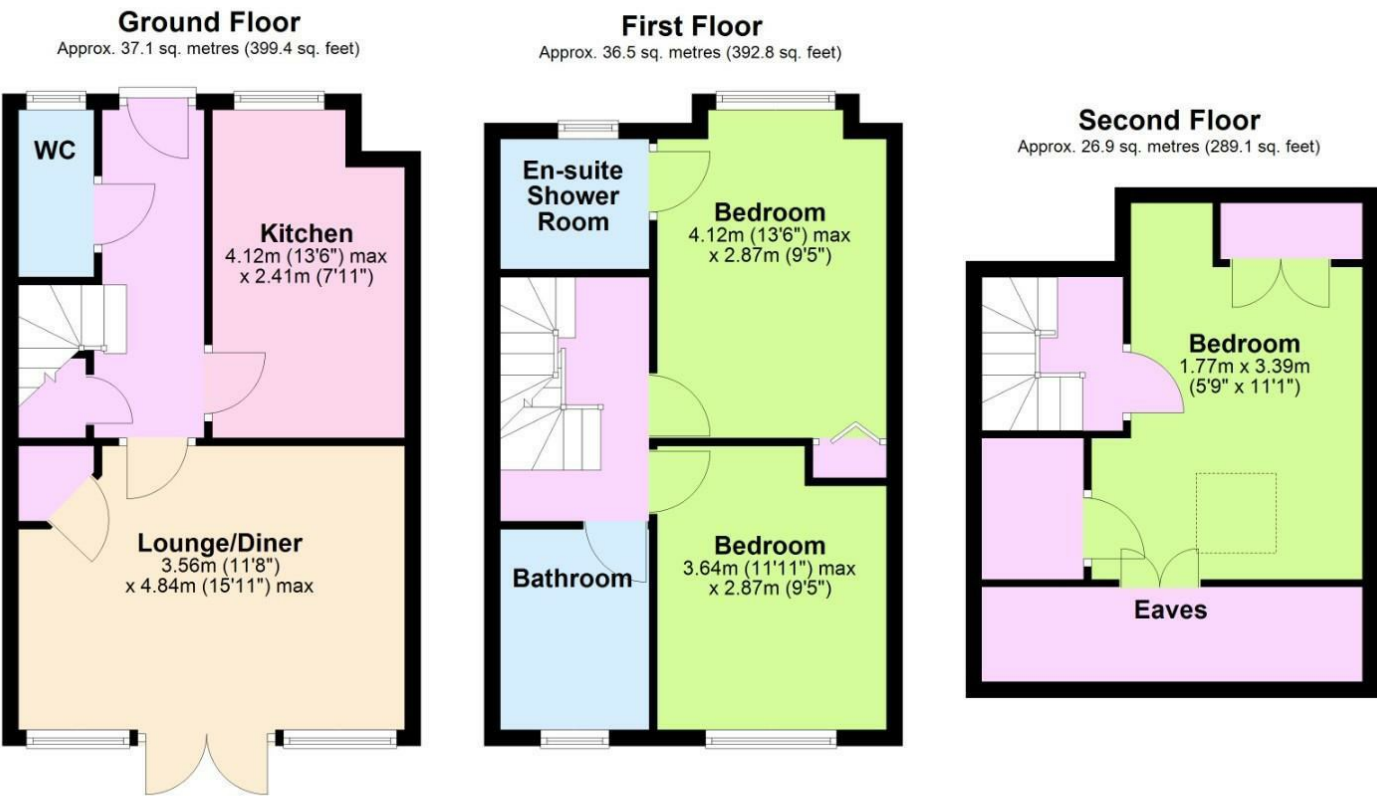 Ground Floor
Approx. 37.1 sq. metres (399.4 sq. feet)
WC
Kitchen
4.12m (13'6") max
x 2.41m (7'11")
Lounge/Diner
3.56m (11'8")
x 4.84m (15'11") max
First Floor
Approx. 36.5 sq. metres (392.8 sq. feet)
En-suite
Shower
Room
Bedroom
4.12m (13'6") max
x 2.87m (9'5")
Bathroom
Bedroom
3.64m (11'11") max
x 2.87m (9'5")
Second Floor
Approx. 26.9 sq. metres (289.1 sq. feet)
Bedroom
1.77m x 3.39m
(5'9" x 11'1")
Eaves